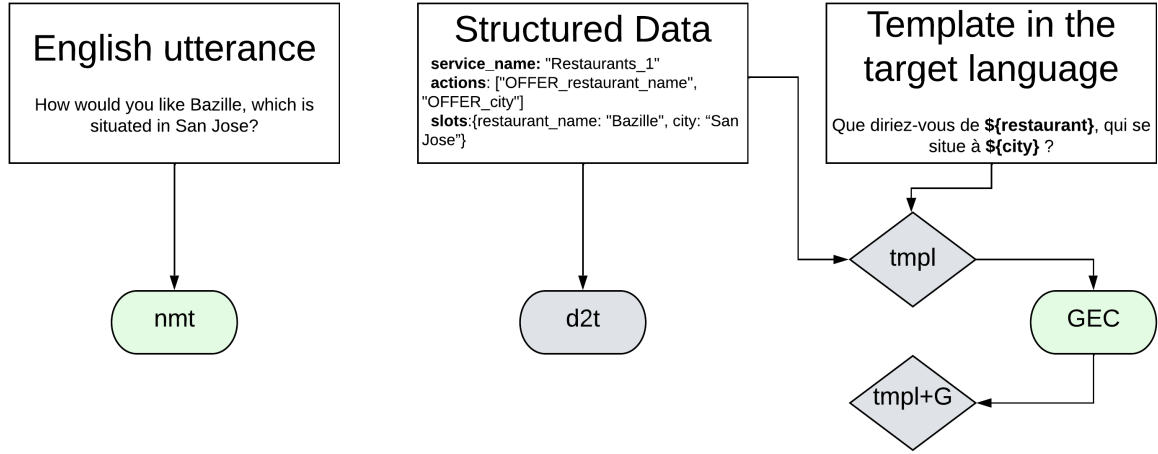 English utterance
How would you like Bazille, which is
situated in San Jose?
Structured Data
service_name: "Restaurants_1"
actions: ["OFFER_restaurant_name",
"OFFER_city"]
slots:{restaurant_name: "Bazille", city: “San
Jose”}
Template in the
target language
Que diriez-vous de ${restaurant}, qui se
situe à ${city} ?
tmpl
nmt
d2t
GEC
tmpl+G